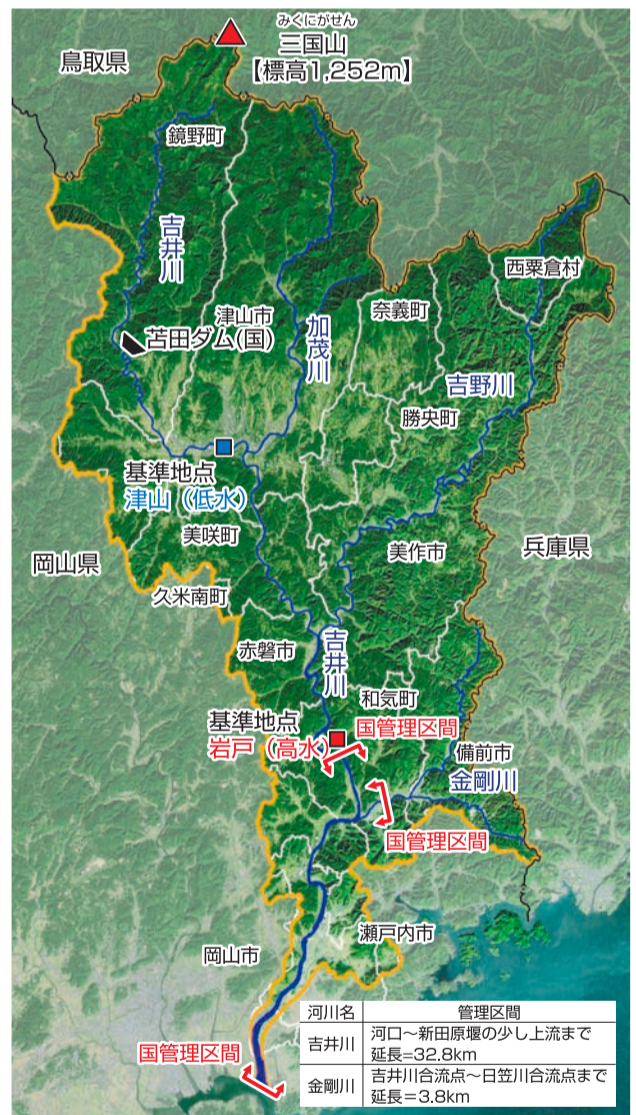 みくにがせん
三国山
【標高1,252m】
鳥取県
鏡野町
吉井川
西粟倉村
津山市
苫田ダム(国)
加茂川
奈義町
吉野川
勝央町
基準地点
津山（低水）
美咲町
美作市
兵庫県
岡山県
久米南町
赤磐市
吉井川
和気町
基準地点
岩戸（高水）
国管理区間
備前市
金剛川
国管理区間
瀬戸内市
岡山市
国管理区間
河川名 管理区間
吉井川 河口～新田原堰の少し上流まで
延長=32.8km
金剛川 吉井川合流点～日笠川合流点まで
延長＝3.8km